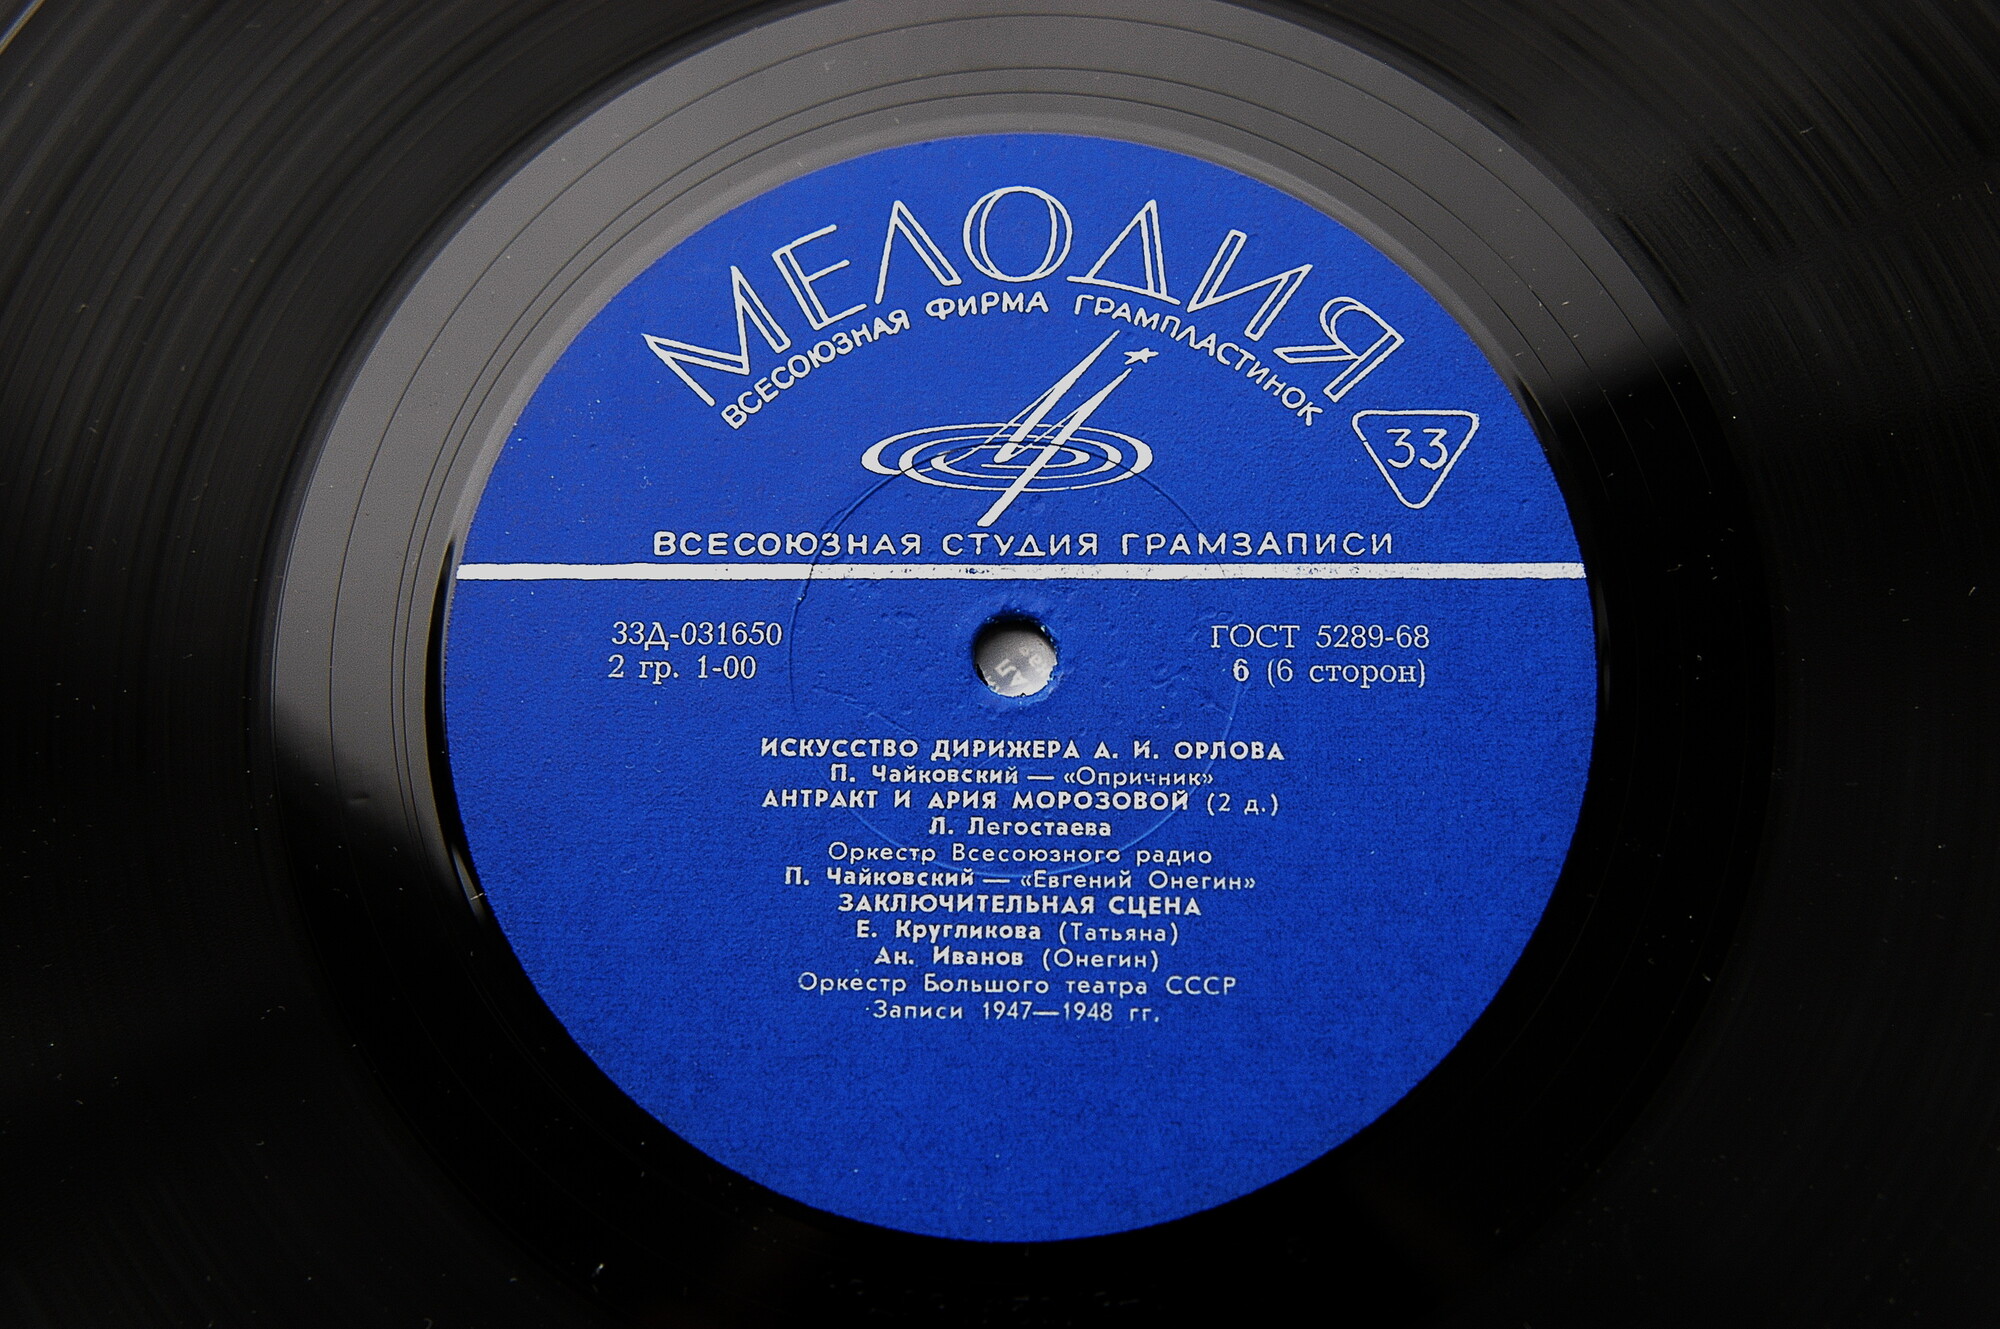 МЕЛОДИЯ
ВСЕСОЮЗНАЯ ФИРМА ГРАМПЛАСТИНОК
33
ВСЕСОЮЗНАЯ СТУДИЯ ГРАМЗАПИСИ
33Д-031650
ГОСТ 5289-68
2 гр. 1-00
6 (6 сторон)
ИСКУССТВО ДИРИЖЕРА А. И. ОРЛОВА
П. Чайковский — «Опричник»
АНТРАКТ И АРИЯ МОРОЗОВОЙ (2 д.)
Л. Легостаева
Оркестр Всесоюзного радио
П. Чайковский — «Евгений Онегин»
ЗАКЛЮЧИТЕЛЬНАЯ СЦЕНА
Е. Кругликова (Татьяна)
Ан. Иванов (Онегин)
Оркестр Большого театра СССР
Записи 1947—1948 гг.